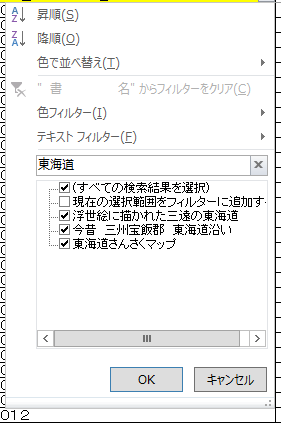 昇順(S)
降順(O)
色で並べ替え(T)
" 書 名" からフィルターをクリア(C)
色フィルター(I)
テキスト フィルター(F)
東海道
(すべての検索結果を選択)
現在の選択範囲をフィルターに追加す
浮世絵に描かれた三遠の東海道
今昔 三州宝飯郡 東海道沿い
東海道さんさくマップ
OK
キャンセル
012